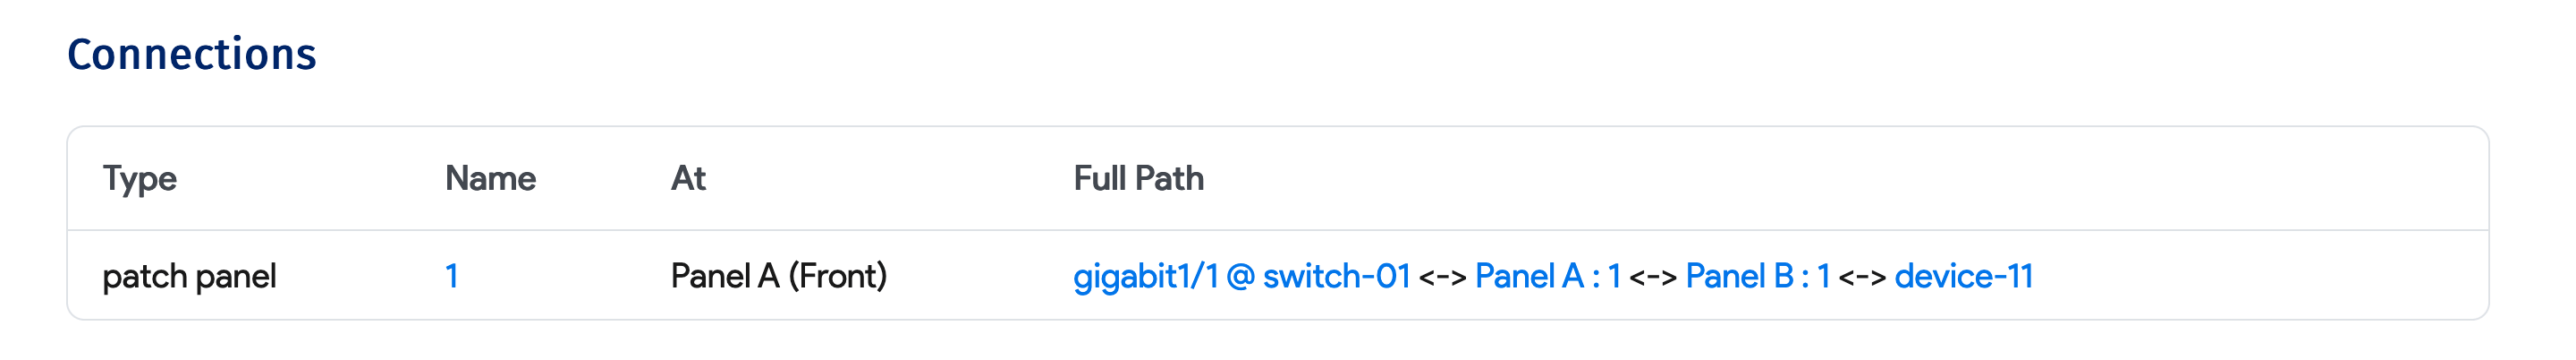 Connections
Type Name At Full Path
patch panel 1 Panel A (Front) gigabit1/1 @ switch-01 <-> Panel A : 1 <-> Panel B : 1 <-> device-11